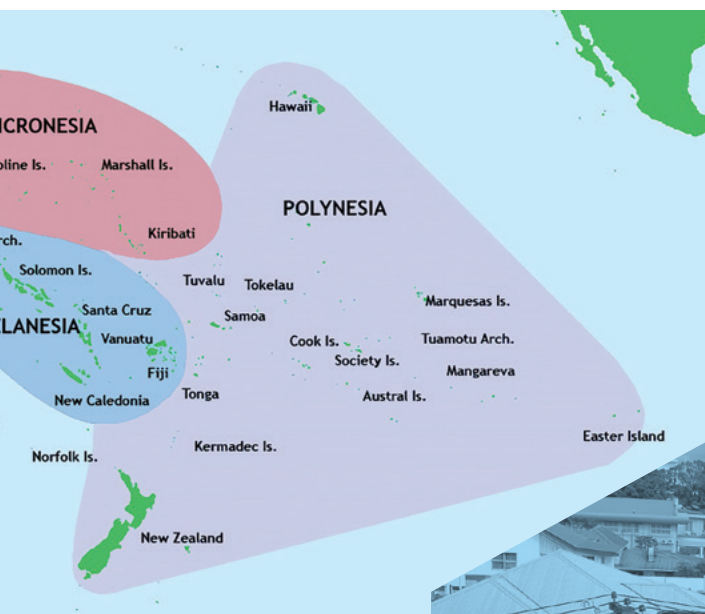 Hawaii
ICRONESIA
oline Is.
Marshall Is.
POLYNESIA
Kiribati
rch.
Solomon Is.
Tuvalu
Tokelau
Marquesas Is.
Santa Cruz
Samoa
ELANESIA
Vanuatu
Cook Is.
Tuamotu Arch.
Society Is.
Fiji
Mangareva
New Caledonia
Tonga
Austral Is.
Easter Island
Norfolk Is.
Kermadec Is.
New Zealand